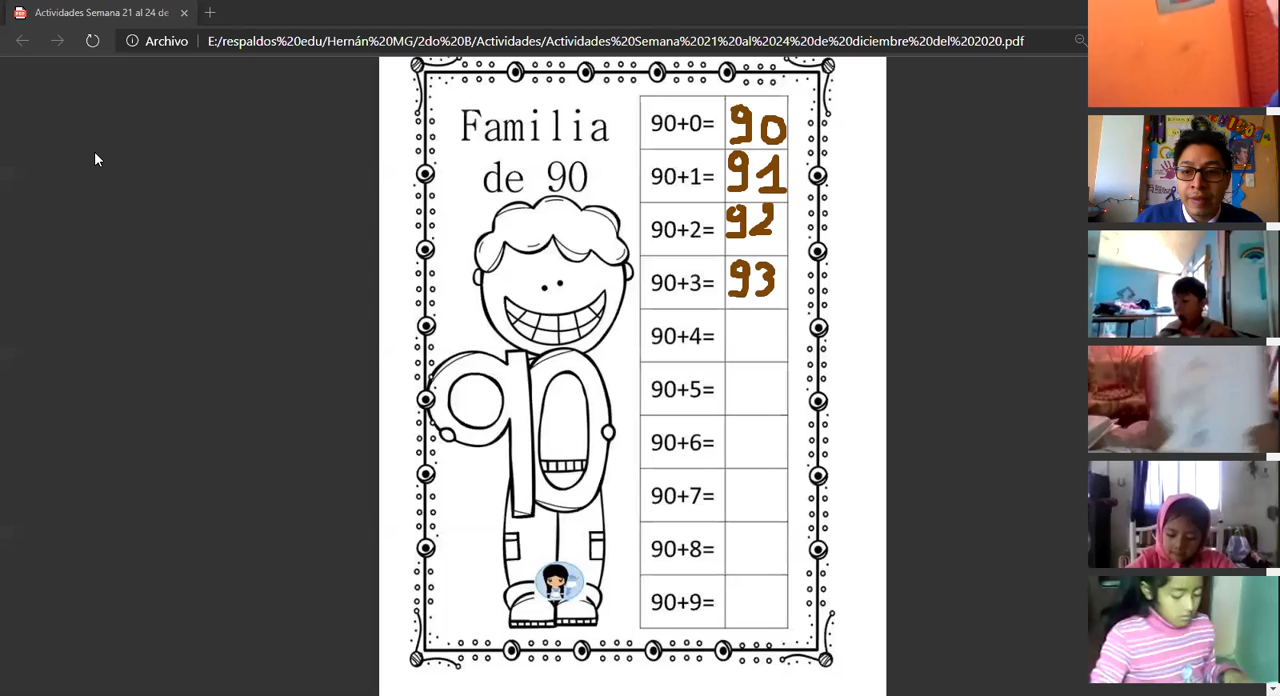 Actividades Semana 21 al 24 de
Archivo
E:/respaldos%20edu/Hernán%20MG/2do%20B/Actividades/Actividades%20Semana%2021%20al%2024%20de%20diciembre%20del%202020.pdf
Familia
de 90
90+0= 90
90+1= 91
90+2= 92
90+3= 93
90+4=
90+5=
90+6=
90+7=
90+8=
90+9=
90